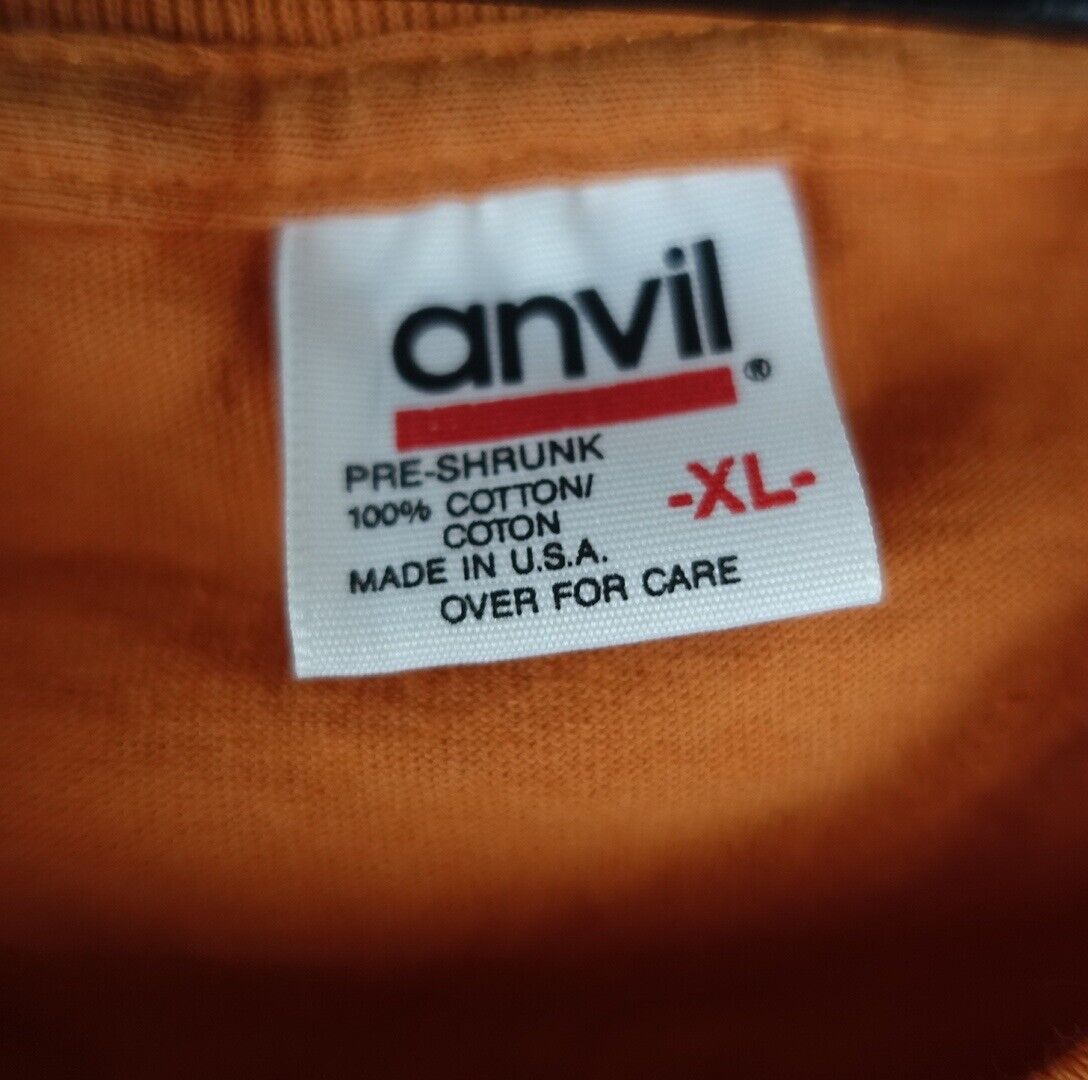 anvil®
PRE-SHRUNK
100% COTTON/
COTON
-XL-
MADE IN U.S.A.
OVER FOR CARE